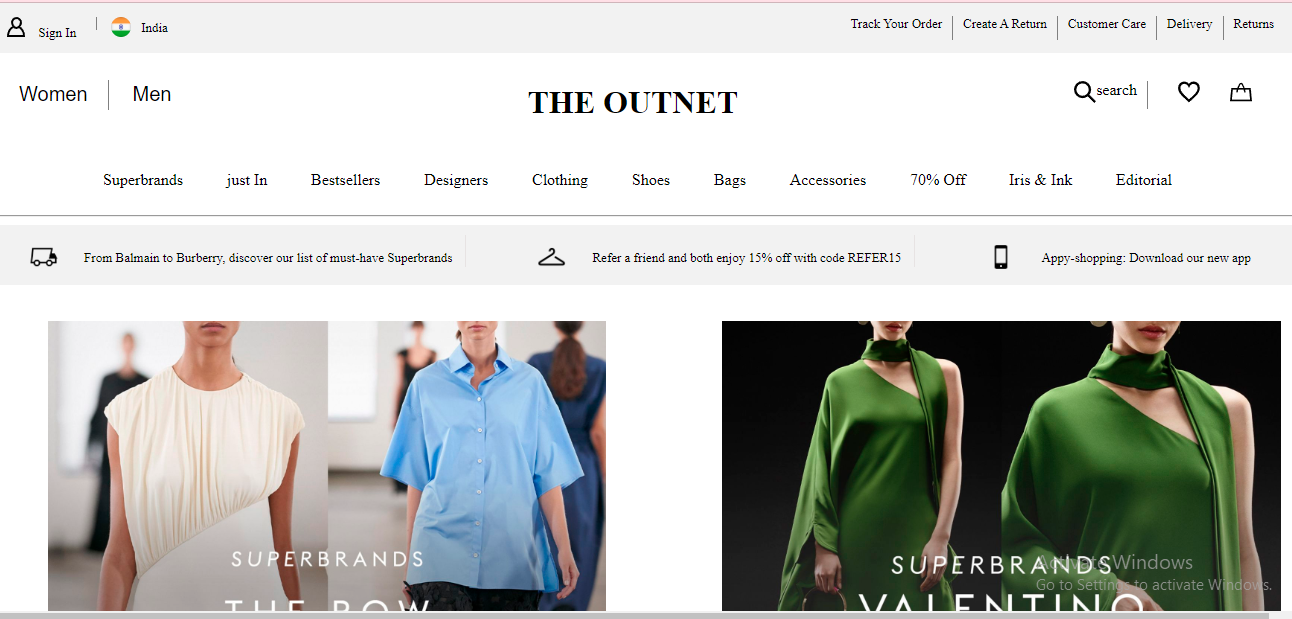 Sign In
India
Track Your Order
Create A Return
Customer Care
Delivery
Returns
Women
Men
THE OUTNET
search
Superbrands
just In
Bestsellers
Designers
Clothing
Shoes
Bags
Accessories
70% Off
Iris & Ink
Editorial
From Balmain to Burberry, discover our list of must-have Superbrands
Refer a friend and both enjoy 15% off with code REFER15
Appy-shopping: Download our new app
SUPERBRANDS
THE ROW
SUPERBRANDS
VALENTINO
Activate Windows
Go to Settings to activate Windows.